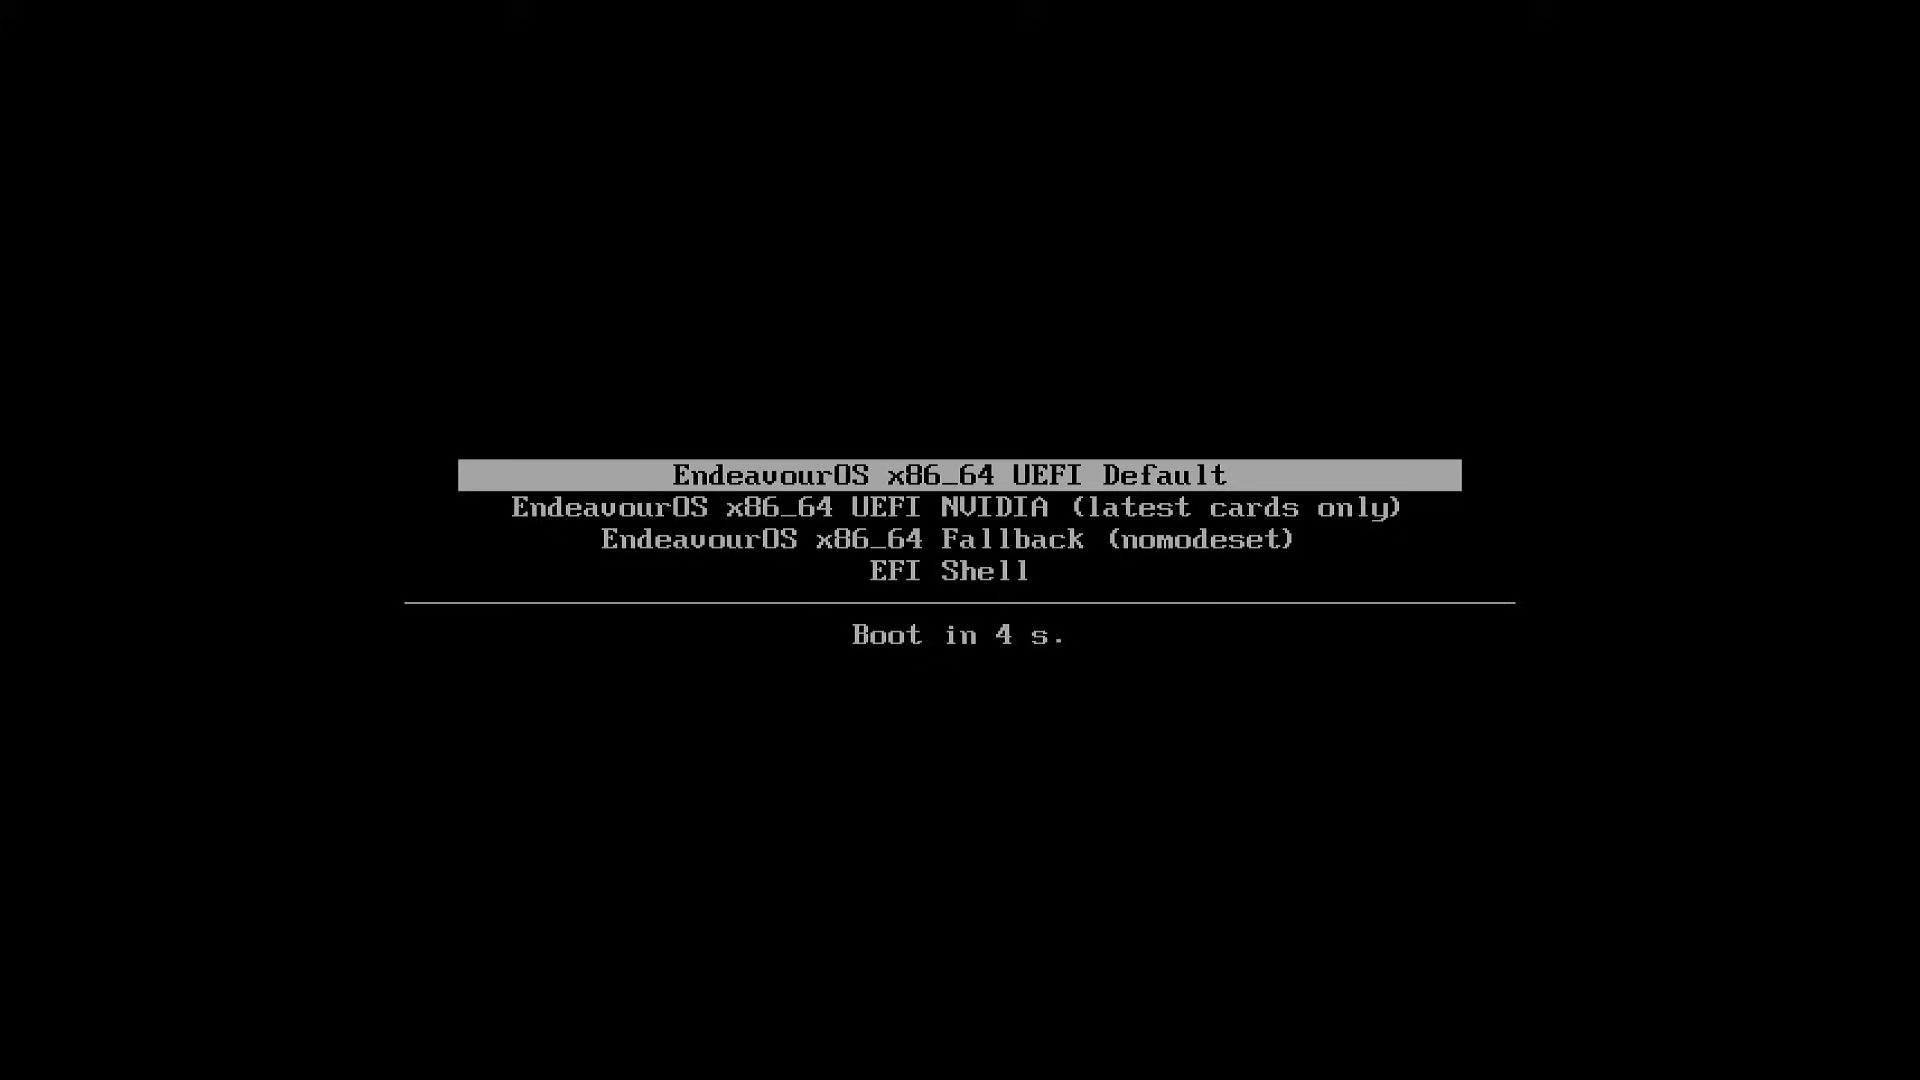 EndeavourOS x86_64 UEFI Default
EndeavourOS x86_64 UEFI NVIDIA (latest cards only)
EndeavourOS x86_64 Fallback (nomodeset)
EFI Shell
Boot in 4 s.